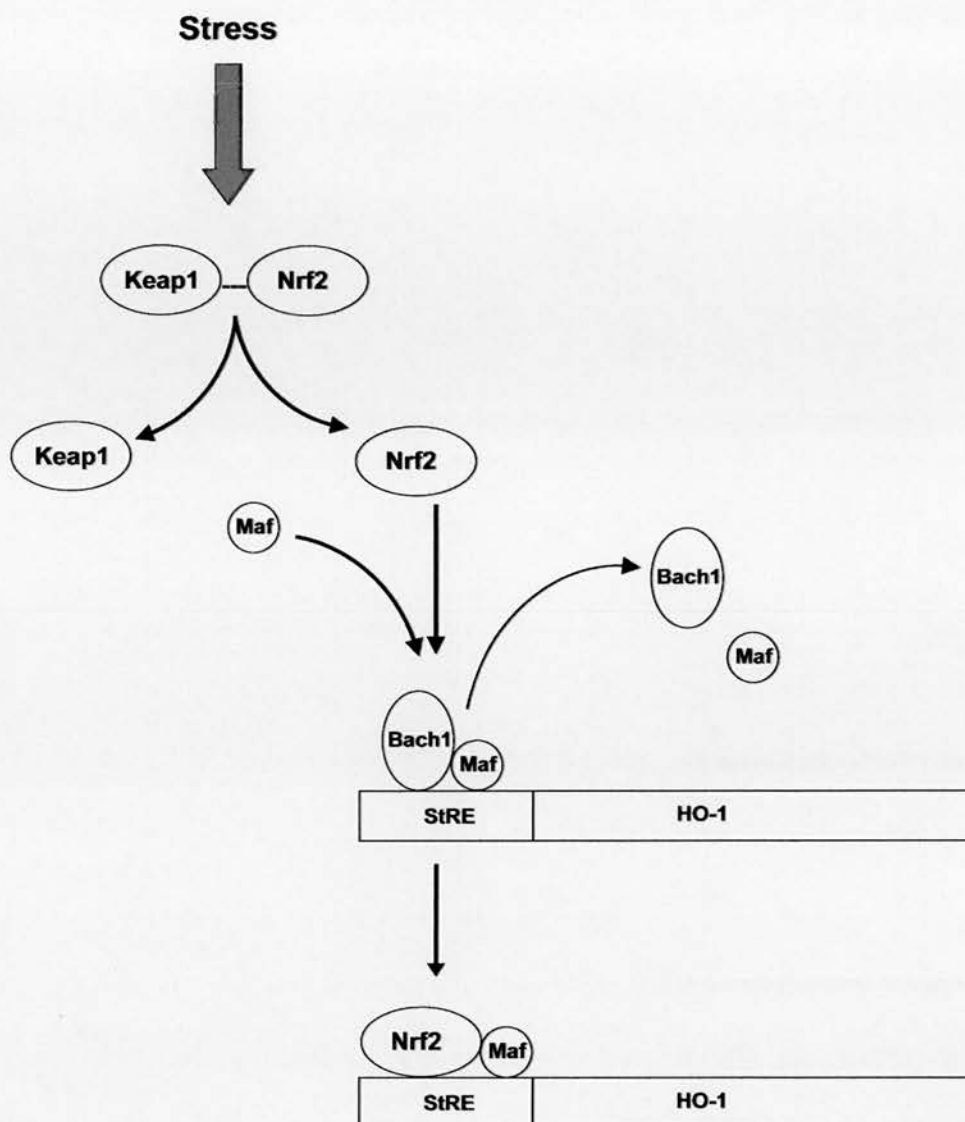 Stress
Keap1 Nrf2
Keap1
Nrf2
Maf
Bach1
Maf
Bach1
Maf
StRE HO-1
Nrf2
Maf
StRE HO-1